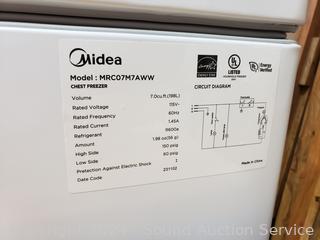 Midea
Model : MRC07M7AWW
CHEST FREEZER
Volume 7.0cu.ft.(198L)
Rated Voltage 115V~
Rated Frequency 60Hz
Rated Current 1.45A
Refrigerant R600a
Amount 1.98 oz(56 g)
High Side 150 psig
Low Side 60 psig
Protection Against Electric Shock I
Date Code 231102
UL
LISTED
Energy Verified
CIRCUIT DIAGRAM
Made in China
Sound Auction Service